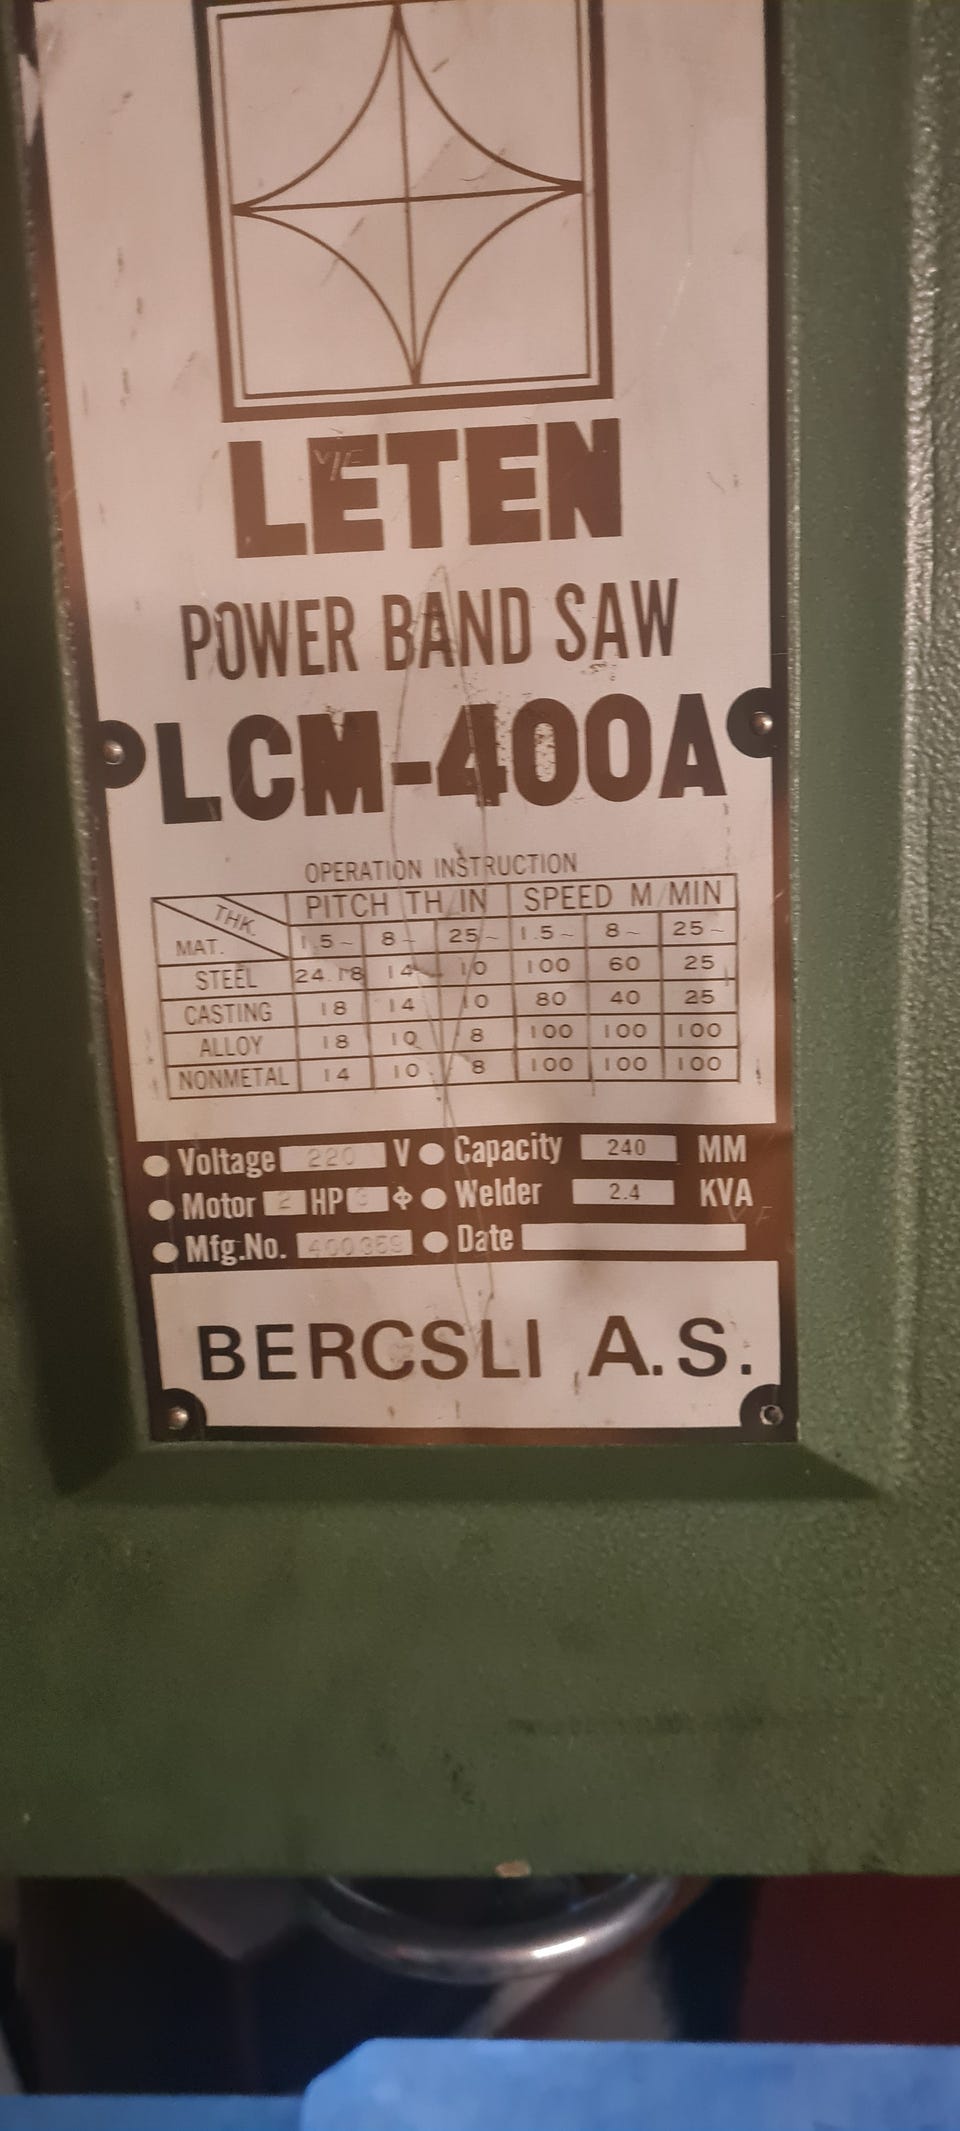 LETEN
POWER BAND SAW
LCM-400A
OPERATION INSTRUCTION
THK. MAT. PITCH TH/IN SPEED M/MIN
1.5~ 8~ 25~ 1.5~ 8~ 25~
STEEL 24.18 14 10 100 60 25
CASTING 18 14 10 80 40 25
ALLOY 18 10 8 100 100 100
NONMETAL 14 10 8 100 100 100
Voltage 220 V Capacity 240 MM
Motor 2 HP 3 ϕ Welder 2.4 KVA
Mfg.No. 400359 Date
BERGSLI A.S.